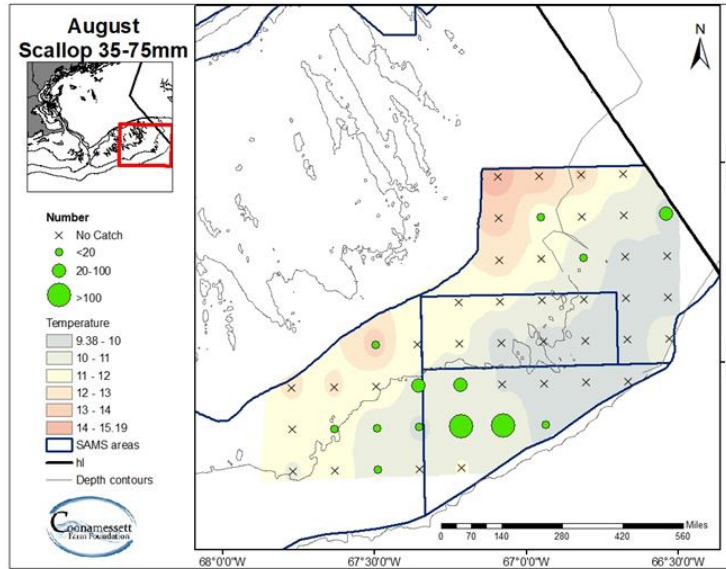 August
Scallop 35-75mm
N
Number
No Catch
<20
20-100
>100
Temperature
9.38 - 10
10 - 11
11 - 12
12 - 13
13 - 14
14 - 15.19
SAMS areas
hl
Depth contours
Coonamessett
Farm Foundation
Miles
0 70 140 280 420 560
68°0'0"W 67°30'0"W 67°0'0"W 66°30'0"W